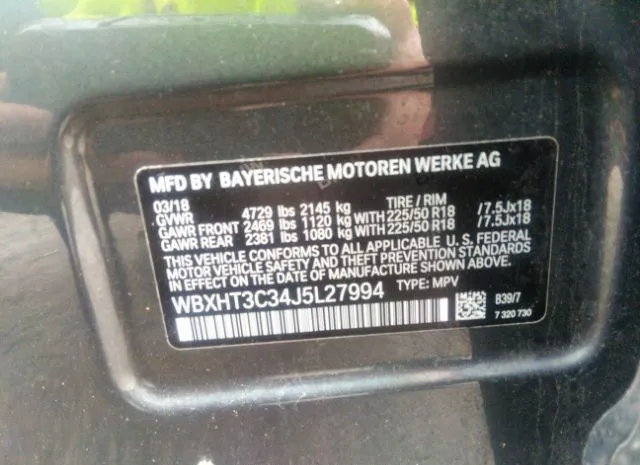 MFD BY BAYERISCHE MOTOREN WERKE AG
03/18 TIRE / RIM
GVWR 4729 lbs 2145 kg
GAWR FRONT 2469 lbs 1120 kg WITH 225/50 R18 /7.5Jx18
GAWR REAR 2381 lbs 1080 kg WITH 225/50 R18 /7.5Jx18
THIS VEHICLE CONFORMS TO ALL APPLICABLE U. S. FEDERAL
MOTOR VEHICLE SAFETY, BUMPER, AND THEFT PREVENTION STANDARDS
IN EFFECT ON THE DATE OF MANUFACTURE SHOWN ABOVE.
WBXHT3C34J5L27994 TYPE: MPV
B39/7
7 320 730